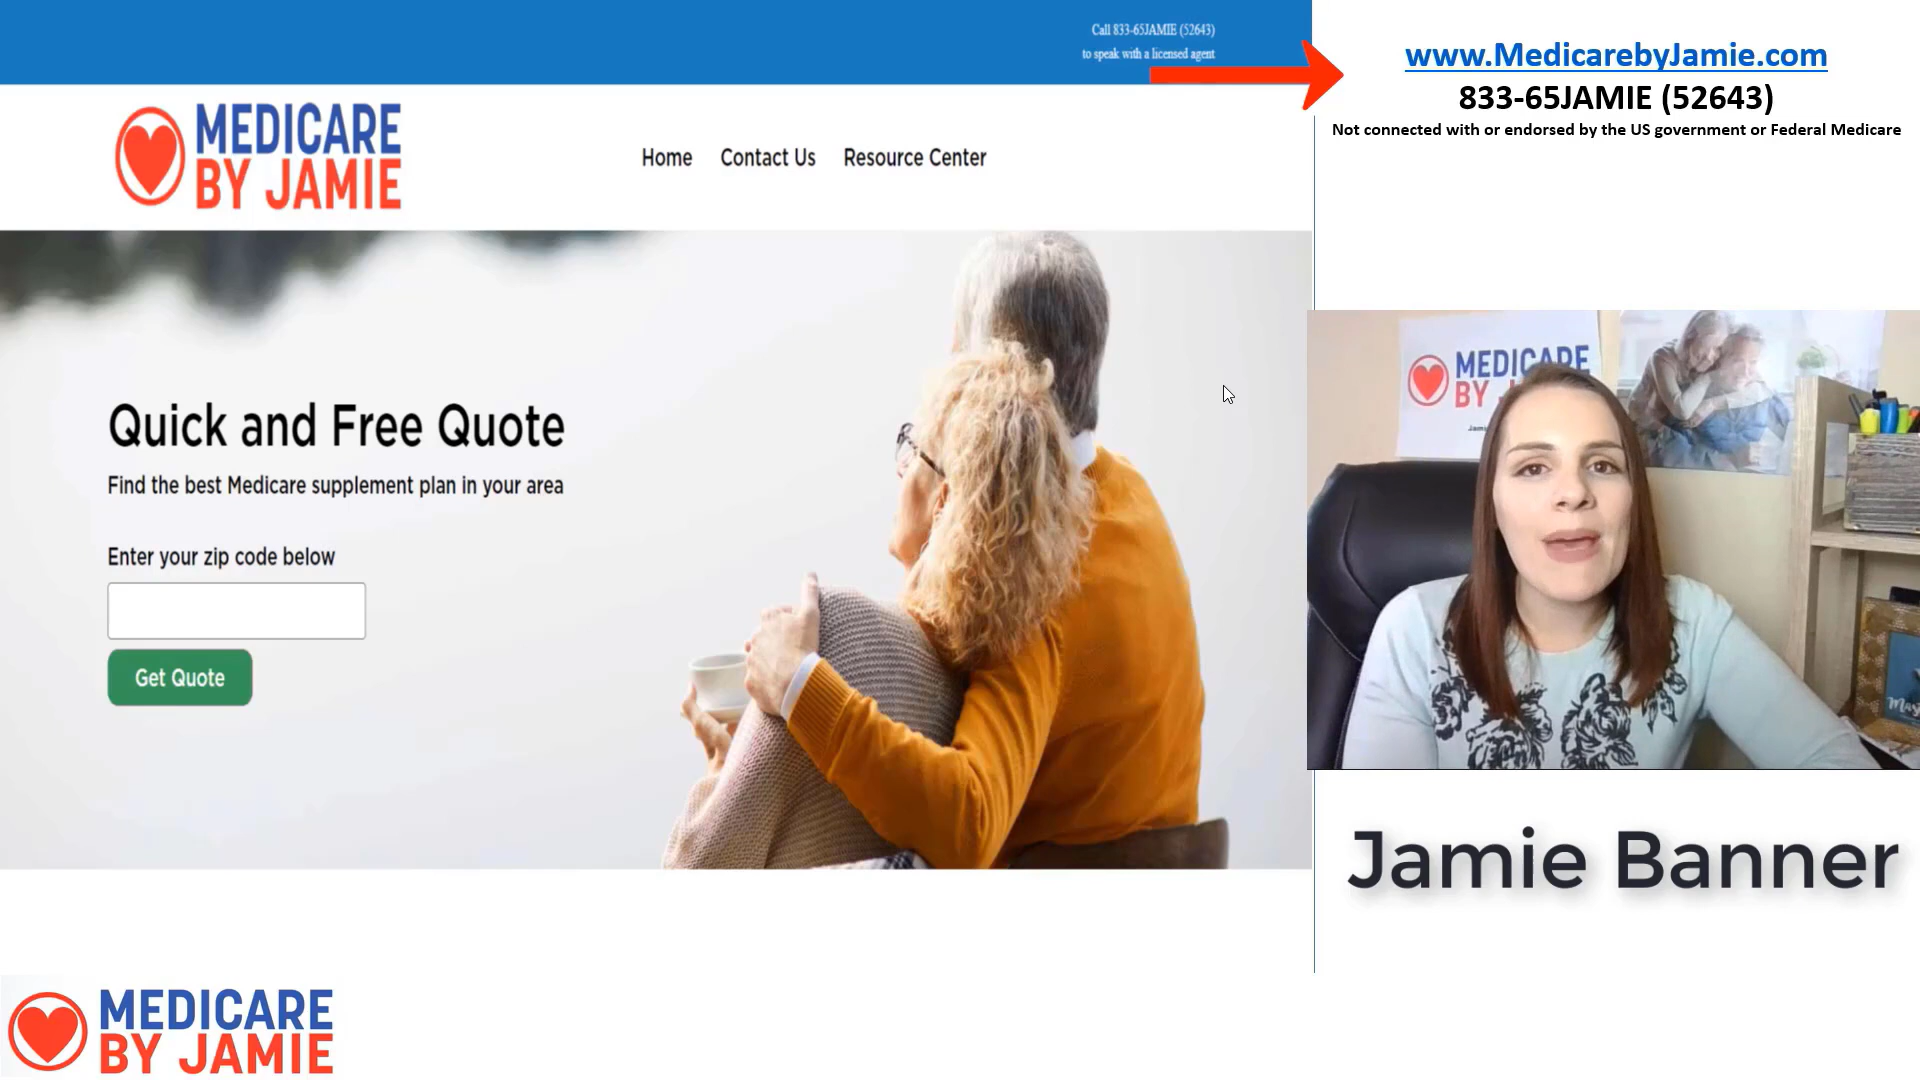 Call 833-65JAMIE (52643)
to speak with a licensed agent
www.MedicarebyJamie.com
833-65JAMIE (52643)
Not connected with or endorsed by the US government or Federal Medicare
MEDICARE
BY JAMIE
Home Contact Us Resource Center
Quick and Free Quote
Find the best Medicare supplement plan in your area
Enter your zip code below
Get Quote
MEDICARE
BY
Jamie Banner
MEDICARE
BY JAMIE